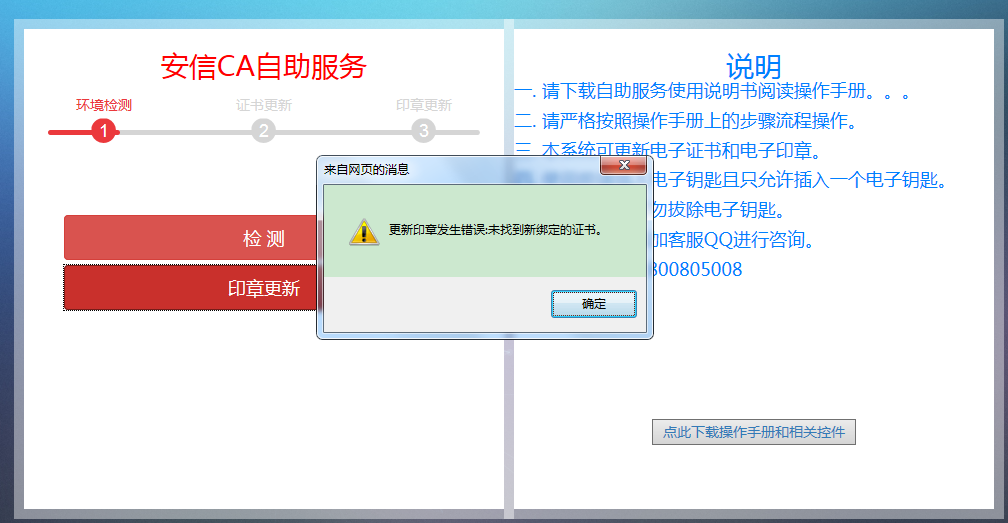 安信CA自助服务
环境检测
证书更新
印章更新
1
2
3
检 测
印章更新
说明
一. 请下载自助服务使用说明书阅读操作手册。。。
二. 请严格按照操作手册上的步骤流程操作。
三. 本系统可更新电子证书和电子印章。
电子钥匙且只允许插入一个电子钥匙。
勿拔除电子钥匙。
加客服QQ进行咨询。
800805008
来自网页的消息
更新印章发生错误:未找到新绑定的证书。
确定
点此下载操作手册和相关控件